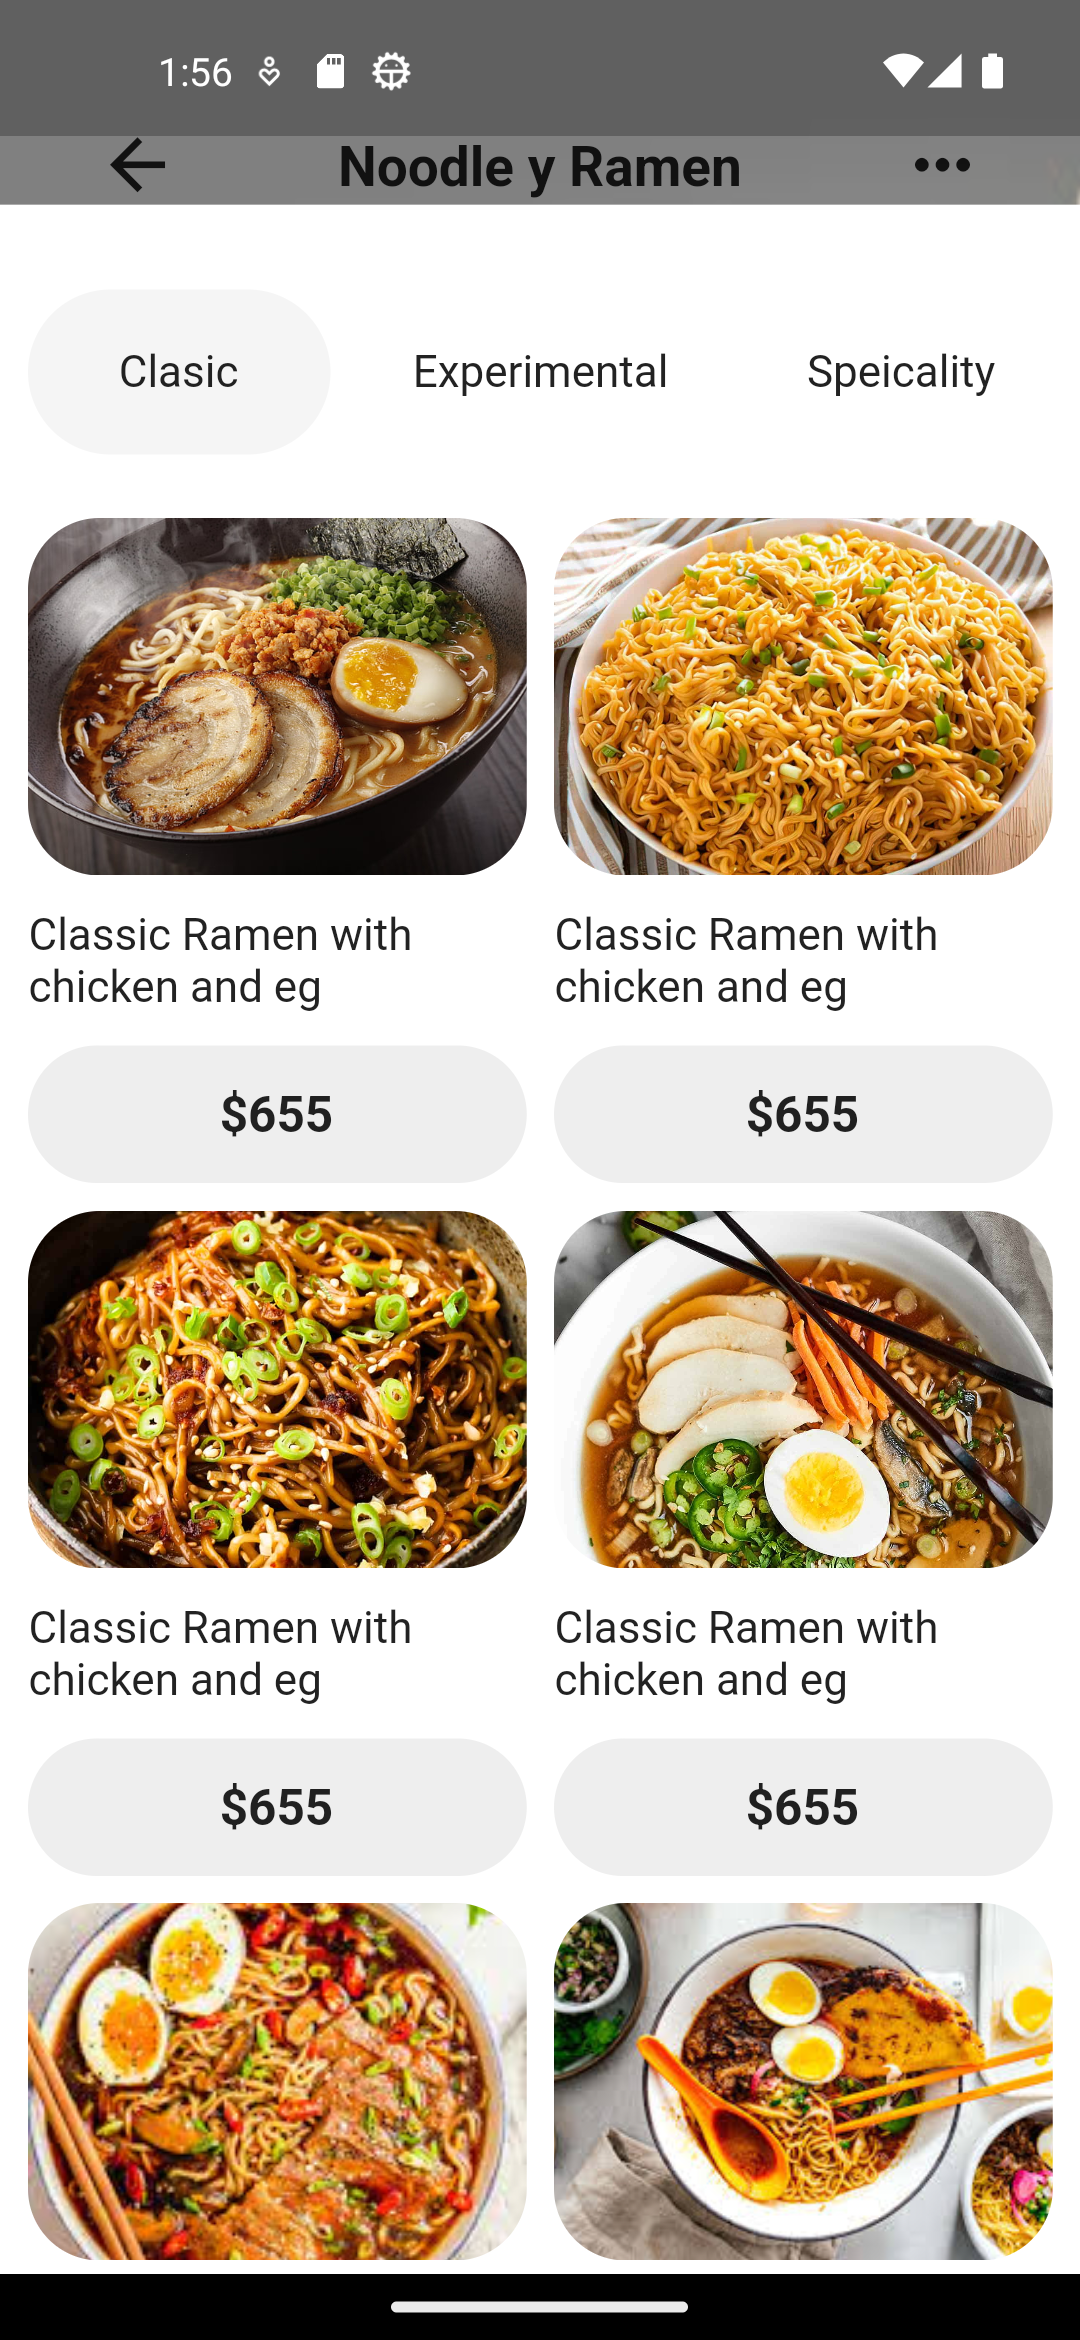 1:56
Noodle y Ramen
Clasic
Experimental
Speicality
Classic Ramen with
chicken and eg
Classic Ramen with
chicken and eg
$655
$655
Classic Ramen with
chicken and eg
Classic Ramen with
chicken and eg
$655
$655